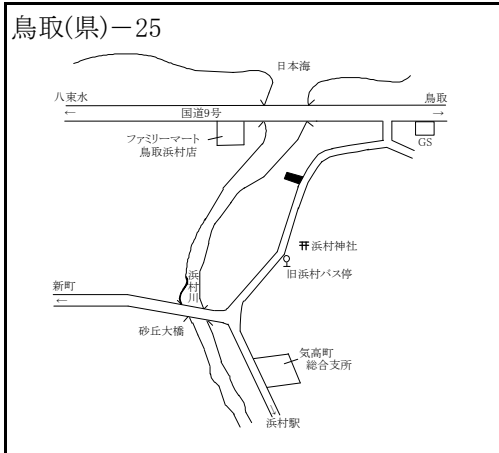 鳥取(県)－25
日本海
八束水
←
国道9号
鳥取
→
ファミリーマート
鳥取浜村店
GS
浜村神社
旧浜村バス停
浜村川
新町
←
砂丘大橋
気高町
総合支所
→
浜村駅